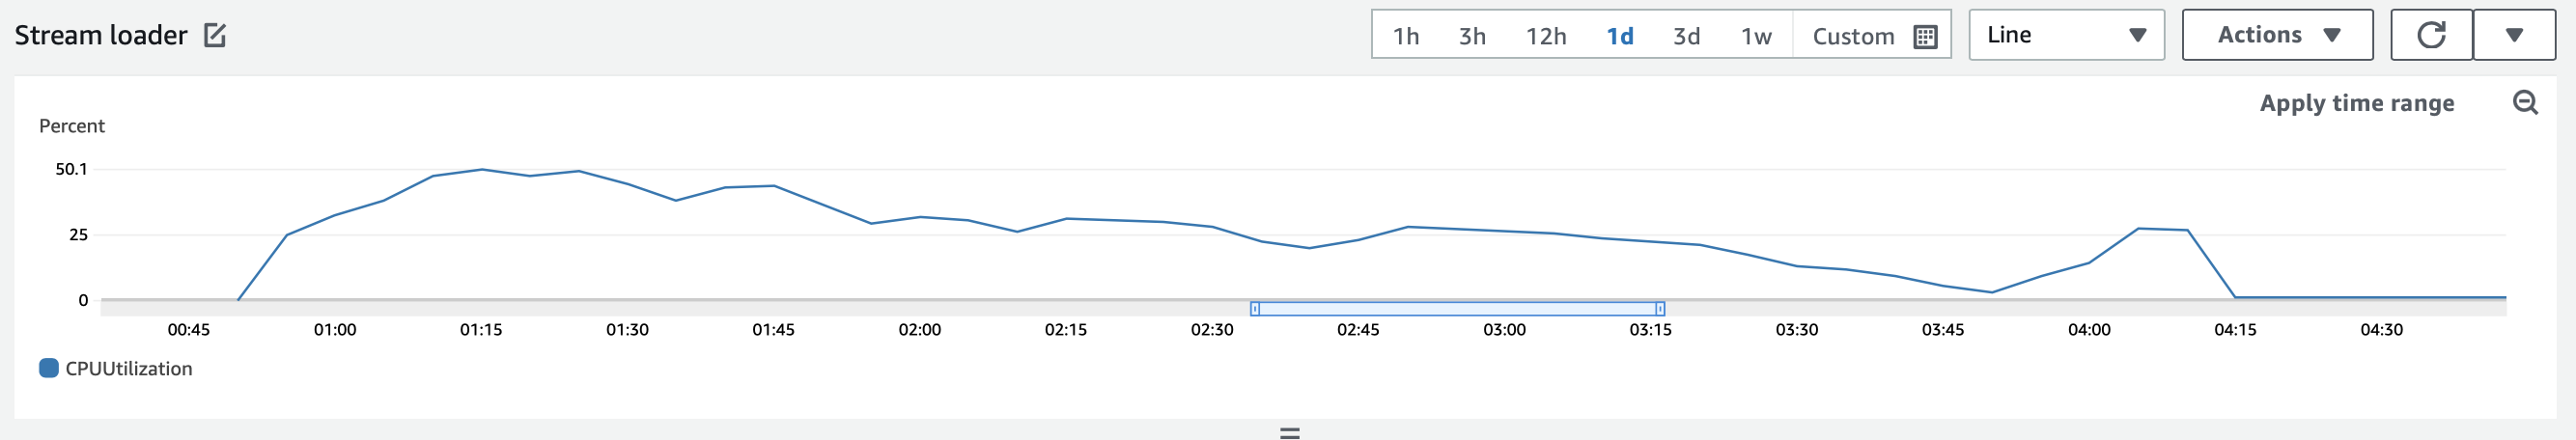 Stream loader
1h 3h 12h 1d 3d 1w Custom Line Actions
Apply time range
Percent
50.1
25
0
00:45 01:00 01:15 01:30 01:45 02:00 02:15 02:30 02:45 03:00 03:15 03:30 03:45 04:00 04:15 04:30
CPUUtilization